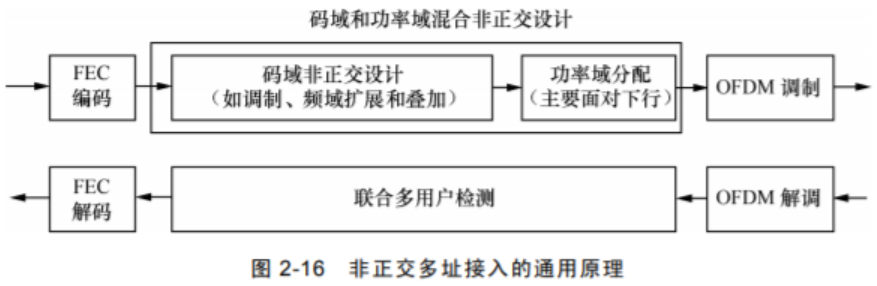 码域和功率域混合非正交设计
FEC
编码
码域非正交设计
（如调制、频域扩展和叠加）
功率域分配
（主要面对下行）
OFDM 调制
FEC
解码
联合多用户检测
OFDM 解调
图 2-16 非正交多址接入的通用原理